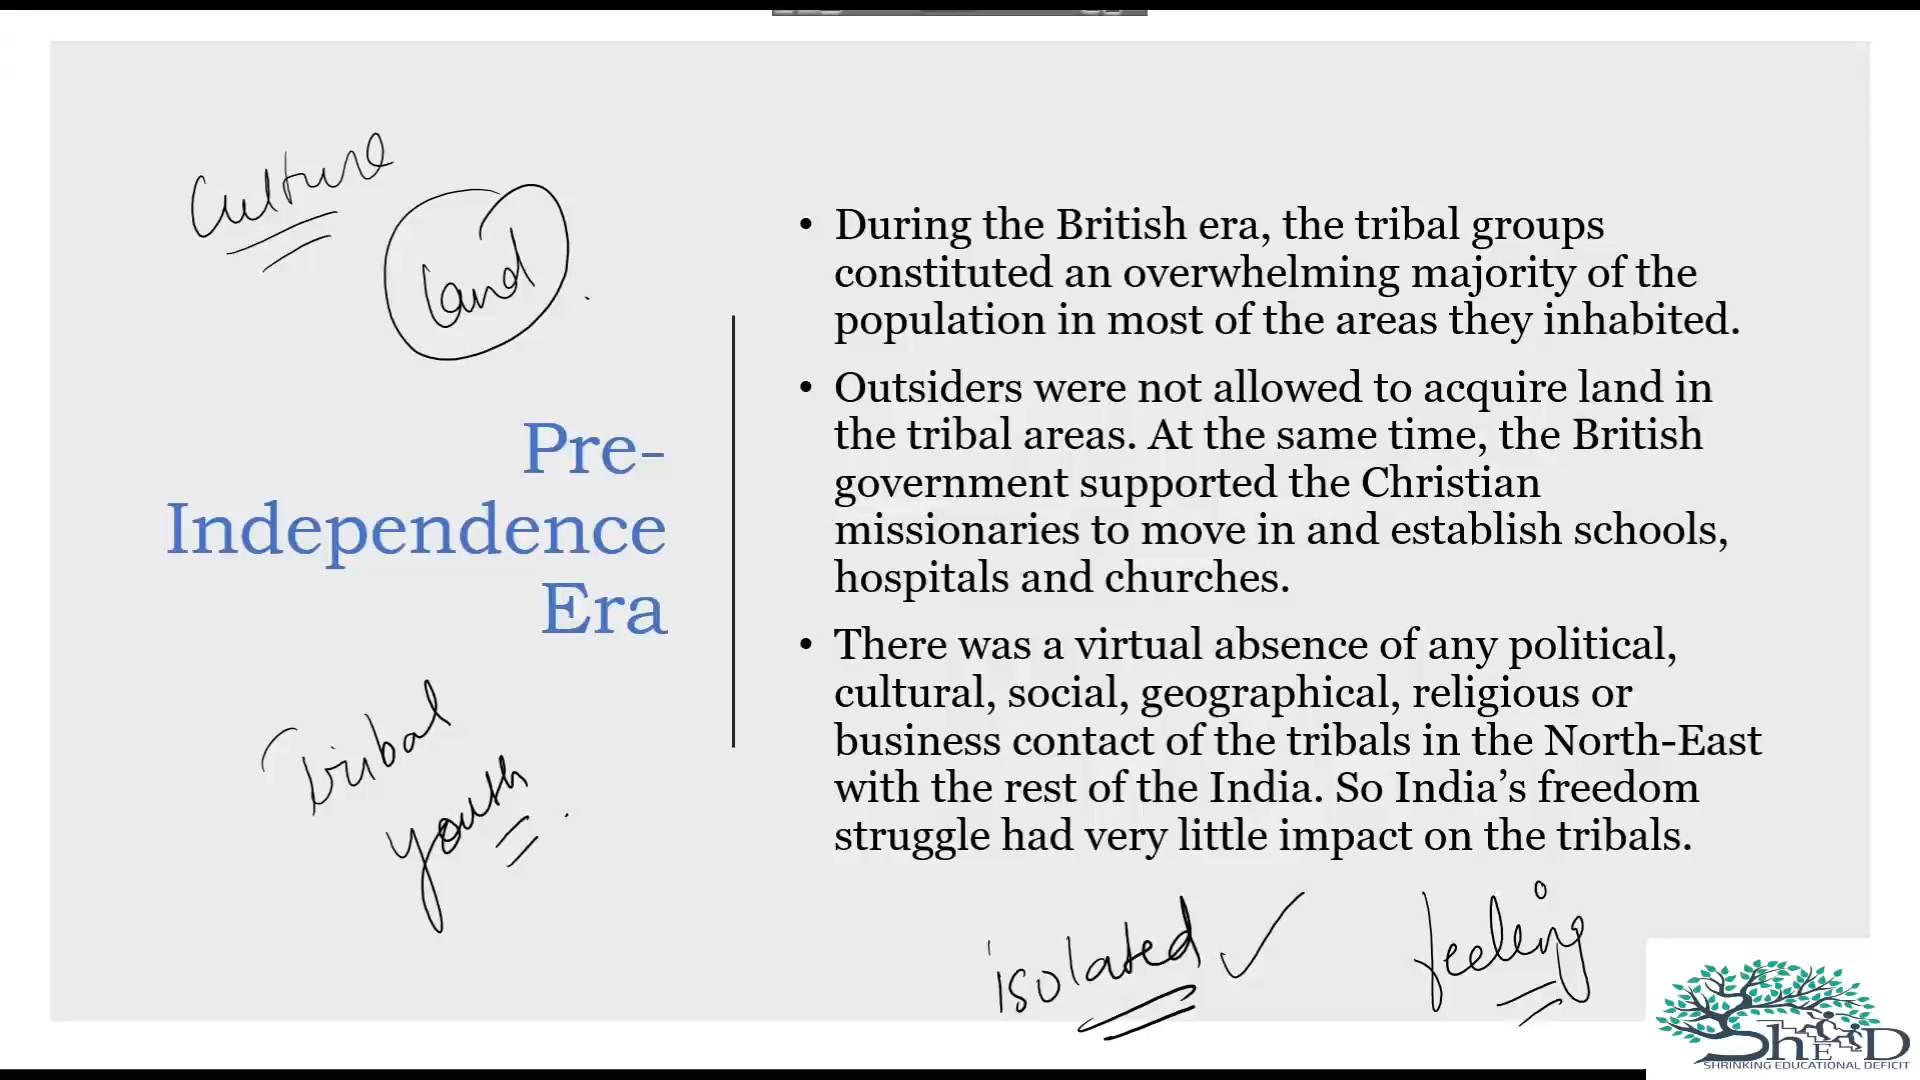 Culture
land
Pre-
Independence
Era
Tribal
youth
• During the British era, the tribal groups
constituted an overwhelming majority of the
population in most of the areas they inhabited.
• Outsiders were not allowed to acquire land in
the tribal areas. At the same time, the British
government supported the Christian
missionaries to move in and establish schools,
hospitals and churches.
• There was a virtual absence of any political,
cultural, social, geographical, religious or
business contact of the tribals in the North-East
with the rest of the India. So India’s freedom
struggle had very little impact on the tribals.
isolated ✓ feeling
ShED
SHRINKING EDUCATIONAL DEFICIT